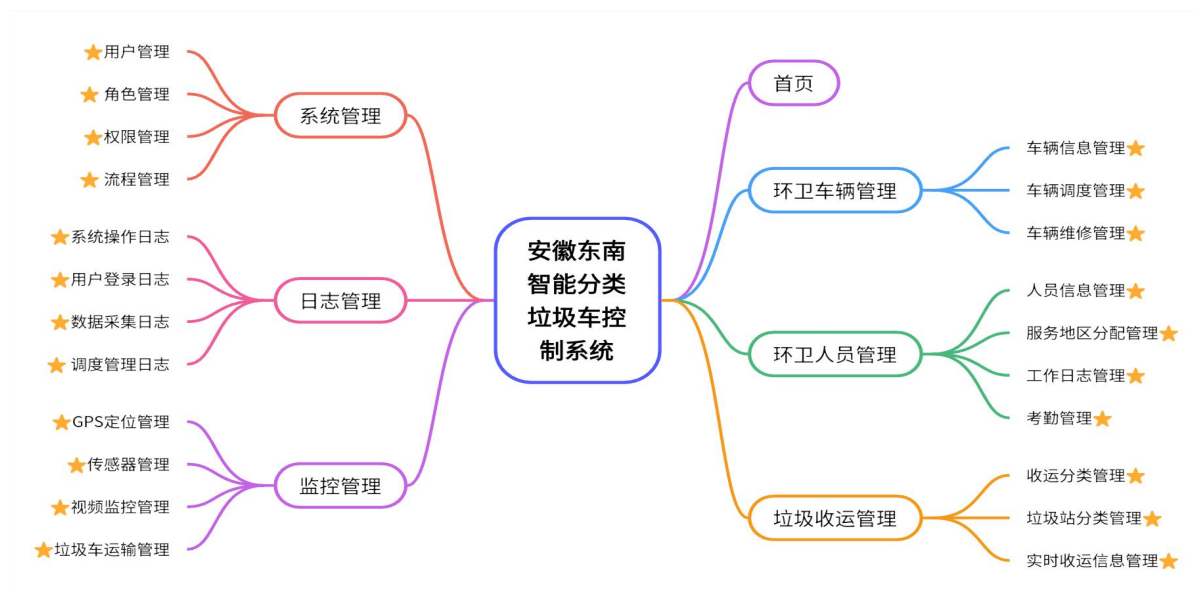 安徽东南
智能分类
垃圾车控
制系统
首页
环卫车辆管理
车辆信息管理
车辆调度管理
车辆维修管理
环卫人员管理
人员信息管理
服务地区分配管理
工作日志管理
考勤管理
垃圾收运管理
收运分类管理
垃圾站分类管理
实时收运信息管理
系统管理
用户管理
角色管理
权限管理
流程管理
日志管理
系统操作日志
用户登录日志
数据采集日志
调度管理日志
监控管理
GPS定位管理
传感器管理
视频监控管理
垃圾车运输管理